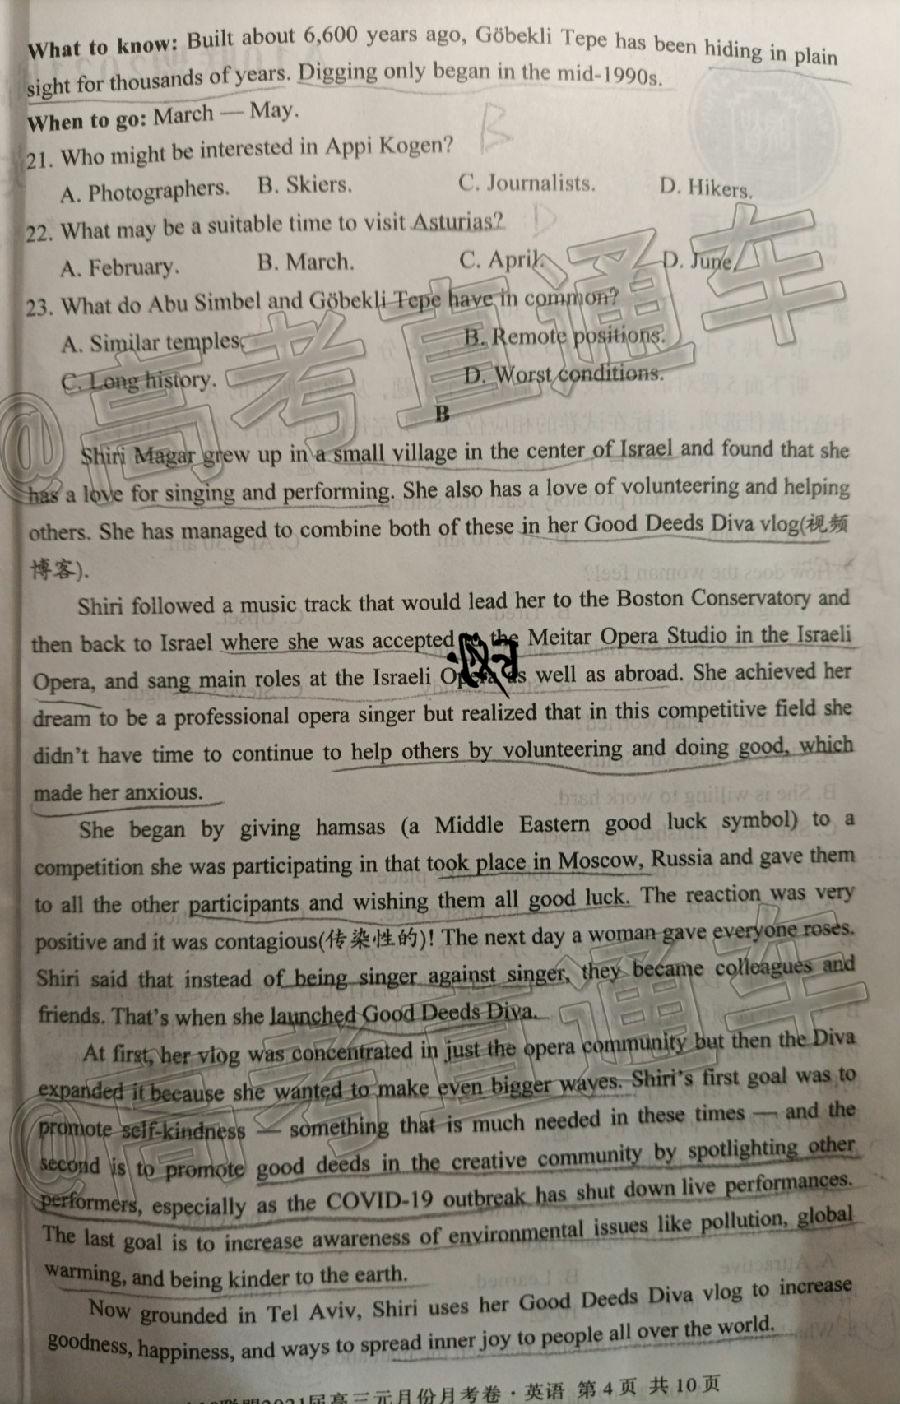 What to know: Built about 6,600 years ago, Göbekli Tepe has been hiding in plain
sight for thousands of years. Digging only began in the mid-1990s.
When to go: March — May.
21. Who might be interested in Appi Kogen? B
A. Photographers. B. Skiers. C. Journalists. D. Hikers.
22. What may be a suitable time to visit Asturias? D
A. February. B. March. C. April. D. June.
23. What do Abu Simbel and Göbekli Tepe have in common?
A. Similar temples. B. Remote positions.
C. Long history. D. Worst conditions.
B
Shiri Magar grew up in a small village in the center of Israel and found that she
has a love for singing and performing. She also has a love of volunteering and helping
others. She has managed to combine both of these in her Good Deeds Diva vlog(视频
博客).
Shiri followed a music track that would lead her to the Boston Conservatory and
then back to Israel where she was accepted to the Meitar Opera Studio in the Israeli
Opera, and sang main roles at the Israeli Opera as well as abroad. She achieved her
dream to be a professional opera singer but realized that in this competitive field she
didn't have time to continue to help others by volunteering and doing good, which
made her anxious.
She began by giving hamsas (a Middle Eastern good luck symbol) to a
competition she was participating in that took place in Moscow, Russia and gave them
to all the other participants and wishing them all good luck. The reaction was very
positive and it was contagious(传染性的)! The next day a woman gave everyone roses.
Shiri said that instead of being singer against singer, they became colleagues and
friends. That's when she launched Good Deeds Diva.
At first, her vlog was concentrated in just the opera community but then the Diva
expanded it because she wanted to make even bigger waves. Shiri's first goal was to
promote self-kindness — something that is much needed in these times — and the
second is to promote good deeds in the creative community by spotlighting other
performers, especially as the COVID-19 outbreak has shut down live performances.
The last goal is to increase awareness of environmental issues like pollution, global
warming, and being kinder to the earth.
Now grounded in Tel Aviv, Shiri uses her Good Deeds Diva vlog to increase
goodness, happiness, and ways to spread inner joy to people all over the world.
届高三元月份月考卷·英语 第4页 共10页
@高考直通车
@高考直通车